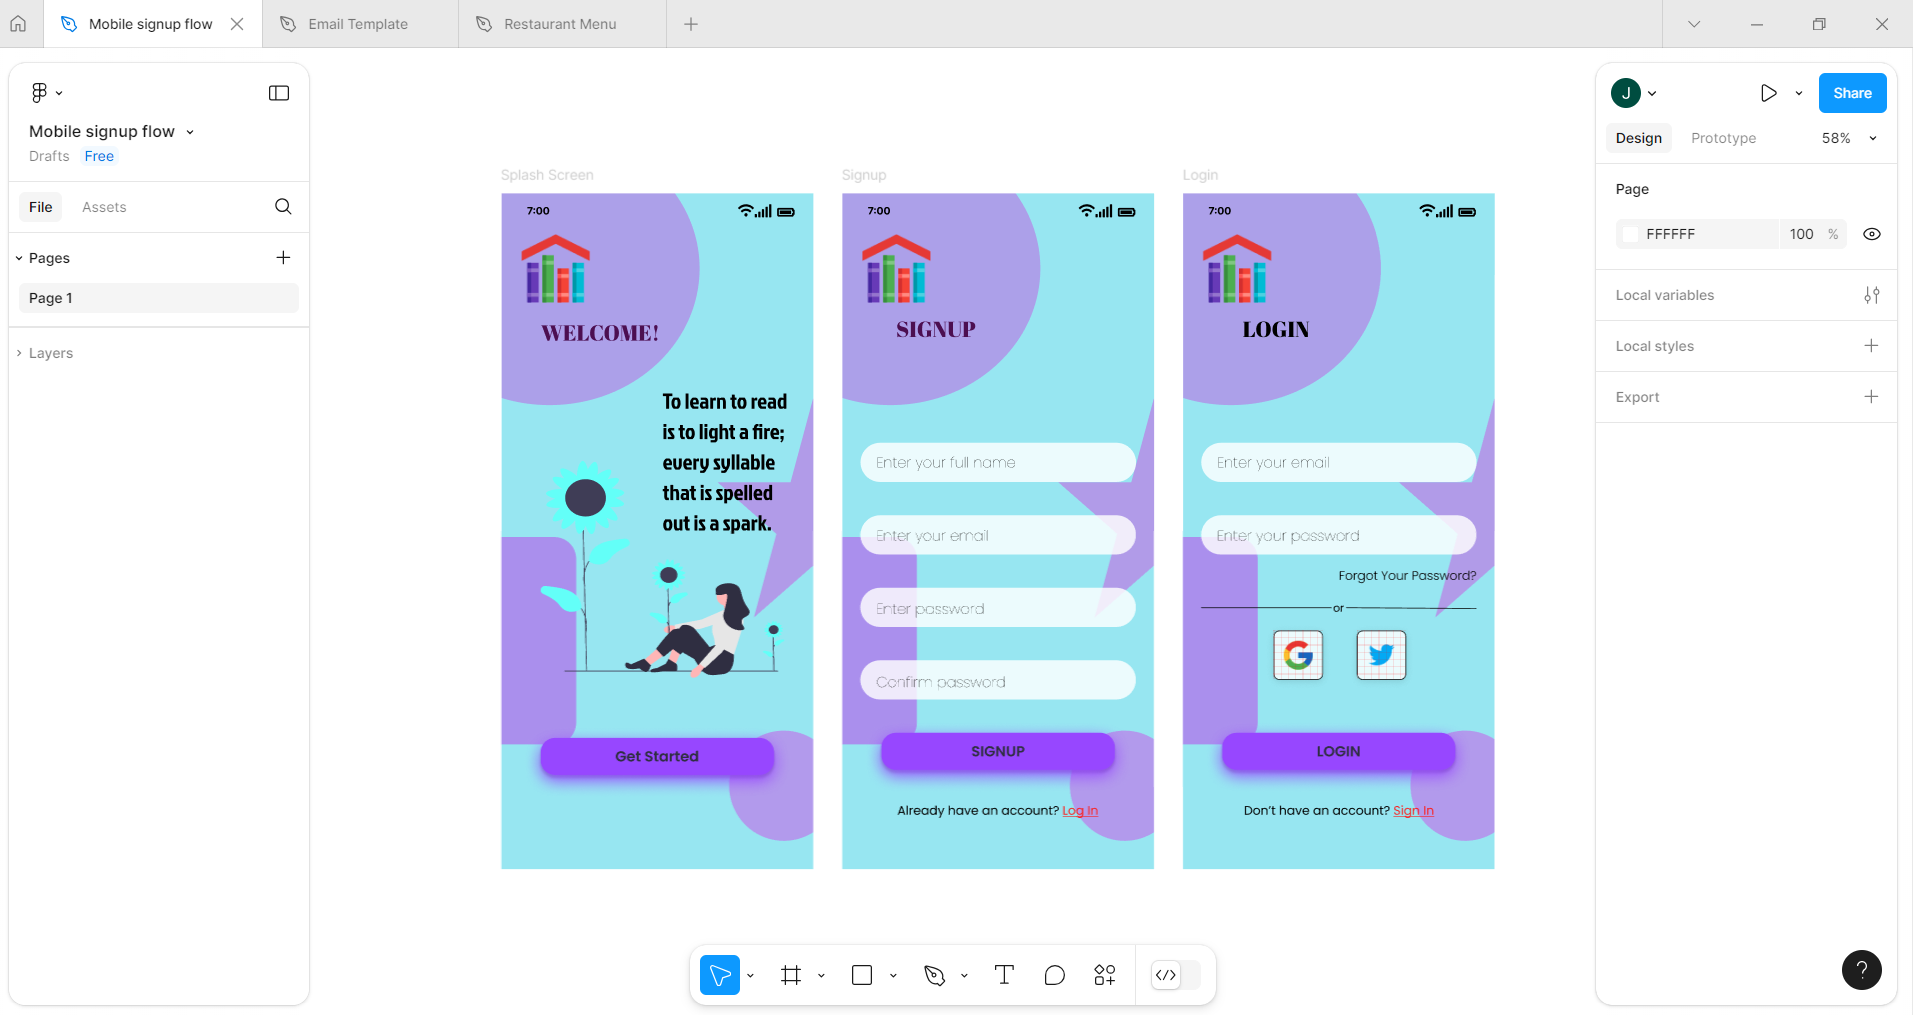 Mobile signup flow
Email Template
Restaurant Menu
Mobile signup flow
Drafts Free
File Assets
Pages
Page 1
Layers
Splash Screen
7:00
WELCOME!
To learn to read
is to light a fire;
every syllable
that is spelled
out is a spark.
Get Started
Signup
7:00
SIGNUP
Enter your full name
Enter your email
Enter password
Confirm password
SIGNUP
Already have an account? Log In
Login
7:00
LOGIN
Enter your email
Enter your possword
Forgot Your Password?
or
G
LOGIN
Don't have an account? Sign In
J
Share
Design Prototype 58%
Page
FFFFFF 100 %
Local variables
Local styles
Export
T
</>
?